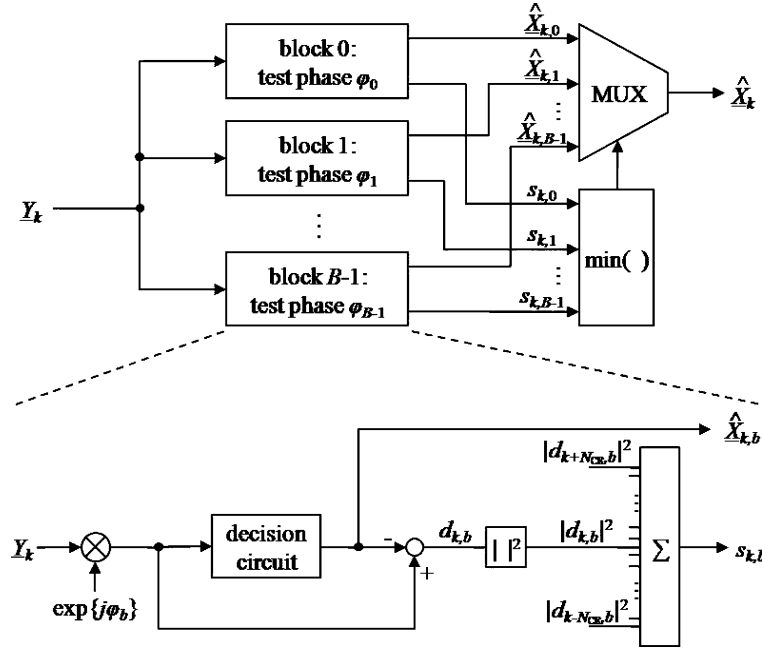 block 0:
test phase φ₀
X̂ₖ,₀
X̂ₖ,₁
⋮
X̂ₖ,B-1
MUX
X̂ₖ
block 1:
test phase φ₁
Yₖ
⋮
block B-1:
test phase φB-1
sₖ,₀
sₖ,₁
⋮
sₖ,B-1
min( )
X̂ₖ,b
Yₖ
exp{jφb}
decision
circuit
-
+
dₖ,b
| |²
|dₖ+NCR,b|²
|dₖ,b|²
|dₖ-NCR,b|²
Σ
sₖ,b